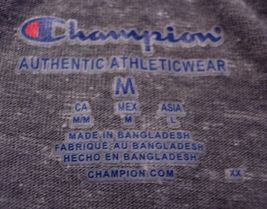 Champion
AUTHENTIC ATHLETICWEAR
M
CA MEX ASIA
M/M M L
MADE IN BANGLADESH
FABRIQUÉ AU BANGLADESH
HECHO EN BANGLADESH
CHAMPION.COM XX